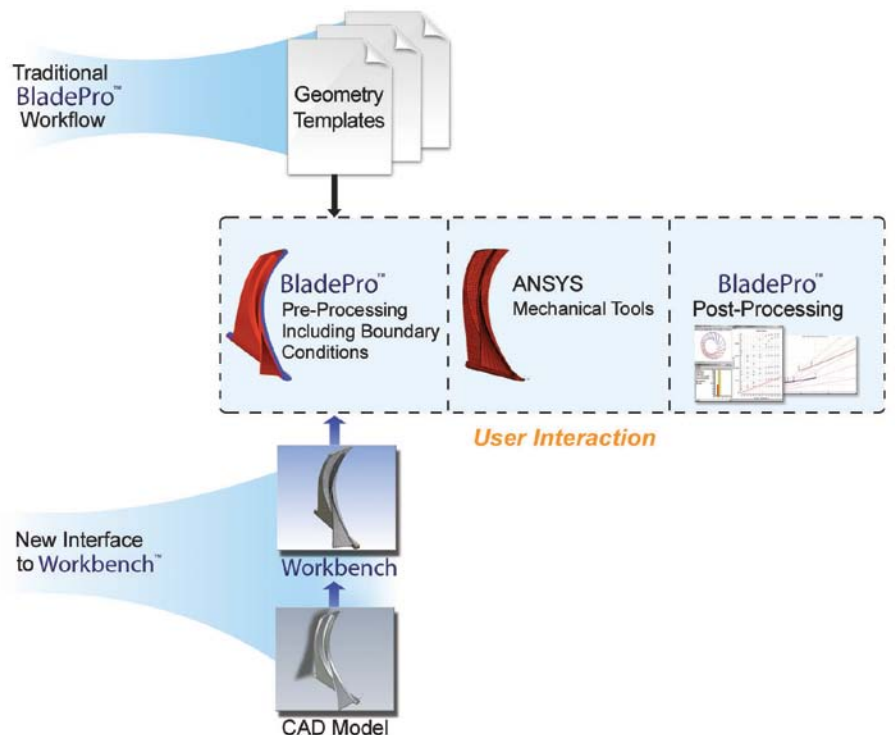 Traditional
BladePro™
Workflow
Geometry
Templates
BladePro™
Pre-Processing
Including Boundary
Conditions
ANSYS
Mechanical Tools
BladePro™
Post-Processing
User Interaction
New Interface
to Workbench™
Workbench
CAD Model